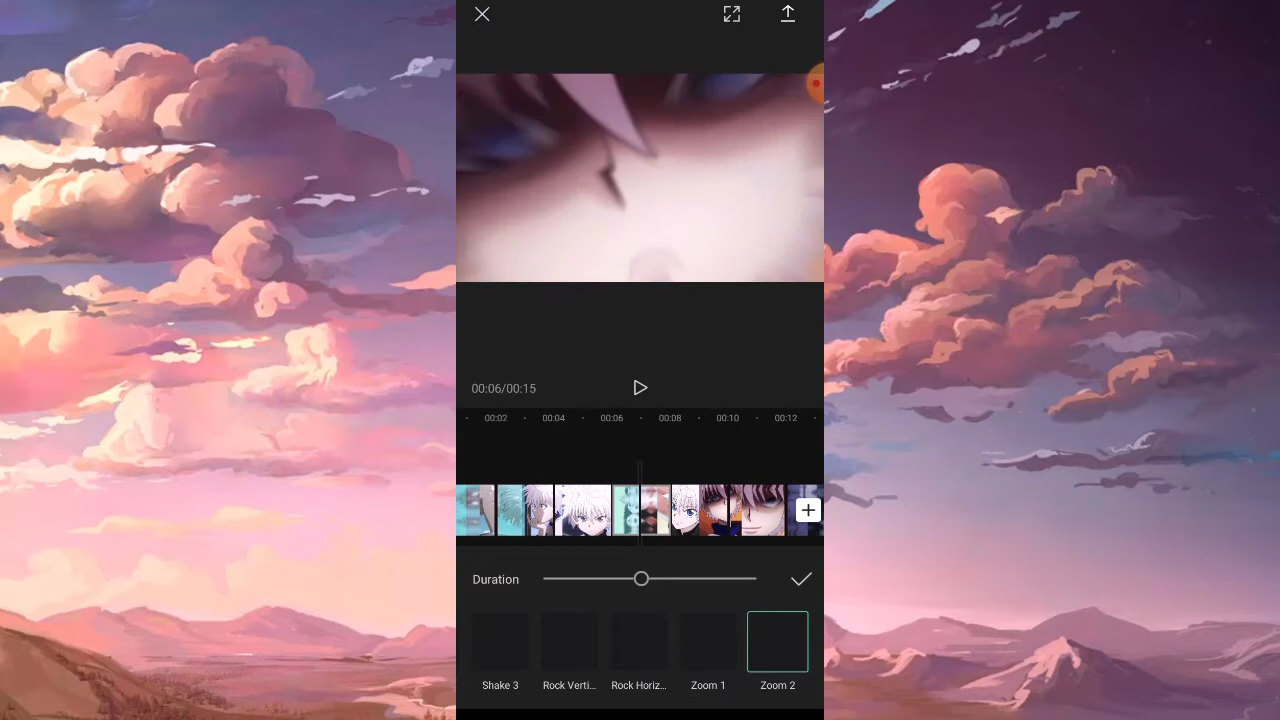 00:06/00:15
00:02 00:04 00:06 00:08 00:10 00:12
Duration
Shake 3 Rock Verti... Rock Horiz... Zoom 1 Zoom 2